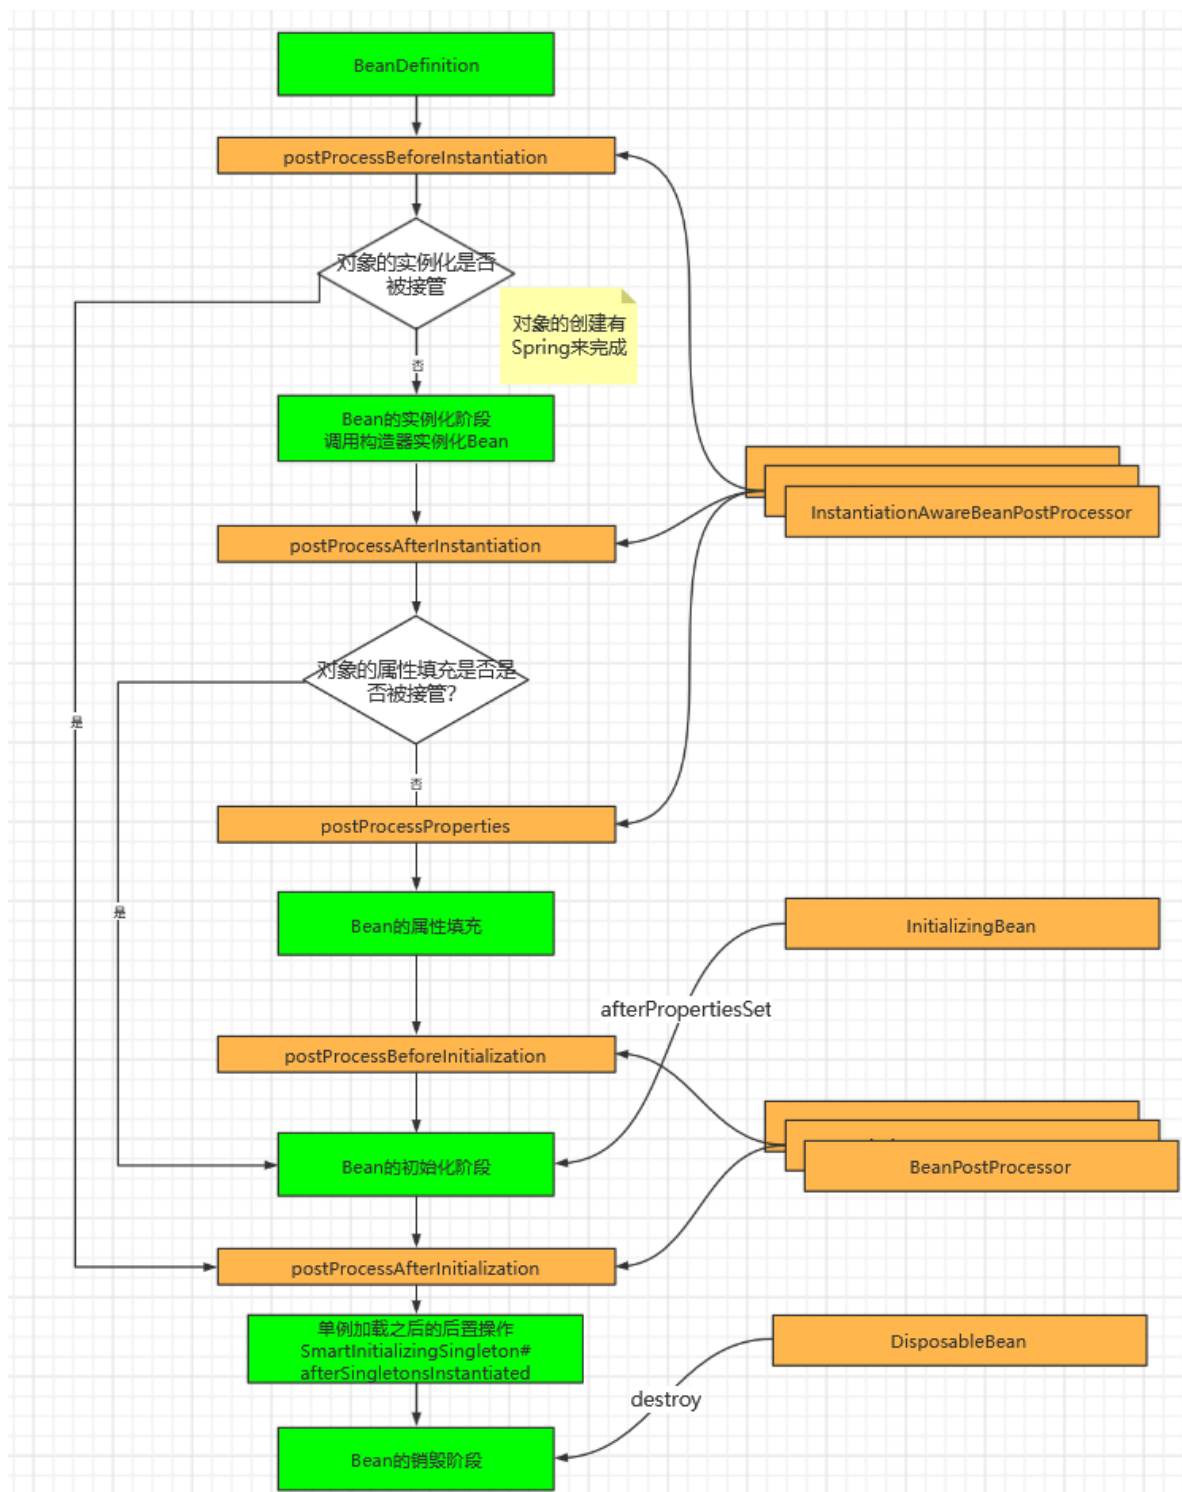 BeanDefinition
postProcessBeforeInstantiation
对象的实例化是否
被接管
对象的创建有
Spring来完成
否
Bean的实例化阶段
调用构造器实例化Bean
InstantiationAwareBeanPostProcessor
postProcessAfterInstantiation
对象的属性填充是否是
否被接管？
是
否
postProcessProperties
是
Bean的属性填充
InitializingBean
afterPropertiesSet
postProcessBeforeInitialization
Bean的初始化阶段
BeanPostProcessor
postProcessAfterInitialization
单例加载之后的后置操作
SmartInitializingSingleton#
afterSingletonsInstantiated
DisposableBean
destroy
Bean的销毁阶段